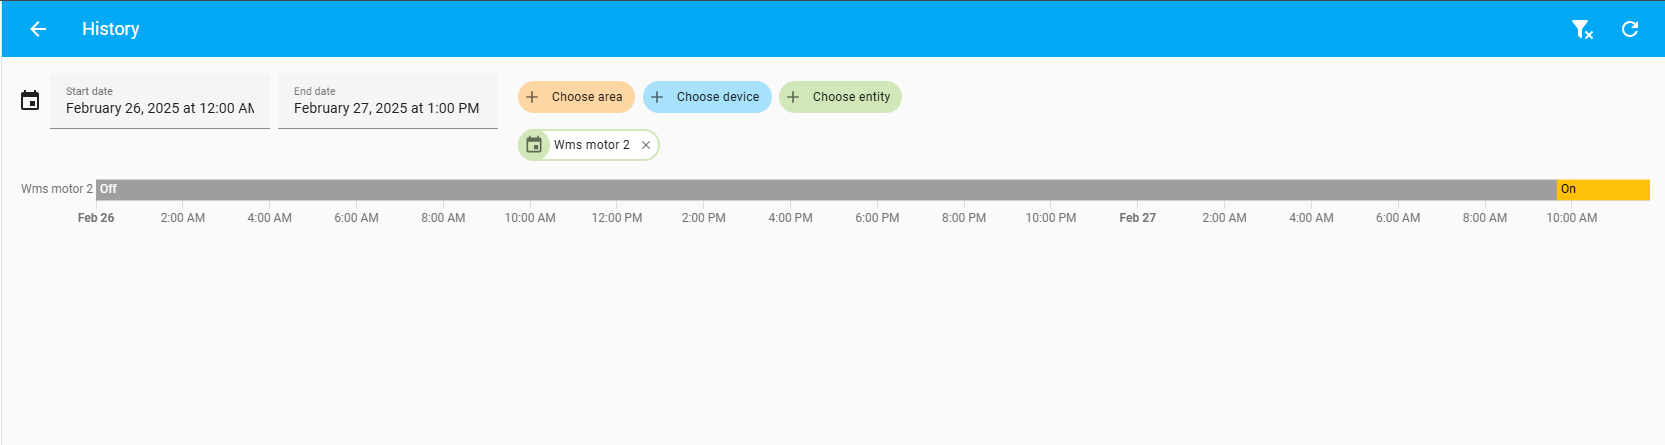 History
Start date
February 26, 2025 at 12:00 AM
End date
February 27, 2025 at 1:00 PM
Choose area
Choose device
Choose entity
Wms motor 2
Wms motor 2 Off On
Feb 26 2:00 AM 4:00 AM 6:00 AM 8:00 AM 10:00 AM 12:00 PM 2:00 PM 4:00 PM 6:00 PM 8:00 PM 10:00 PM Feb 27 2:00 AM 4:00 AM 6:00 AM 8:00 AM 10:00 AM